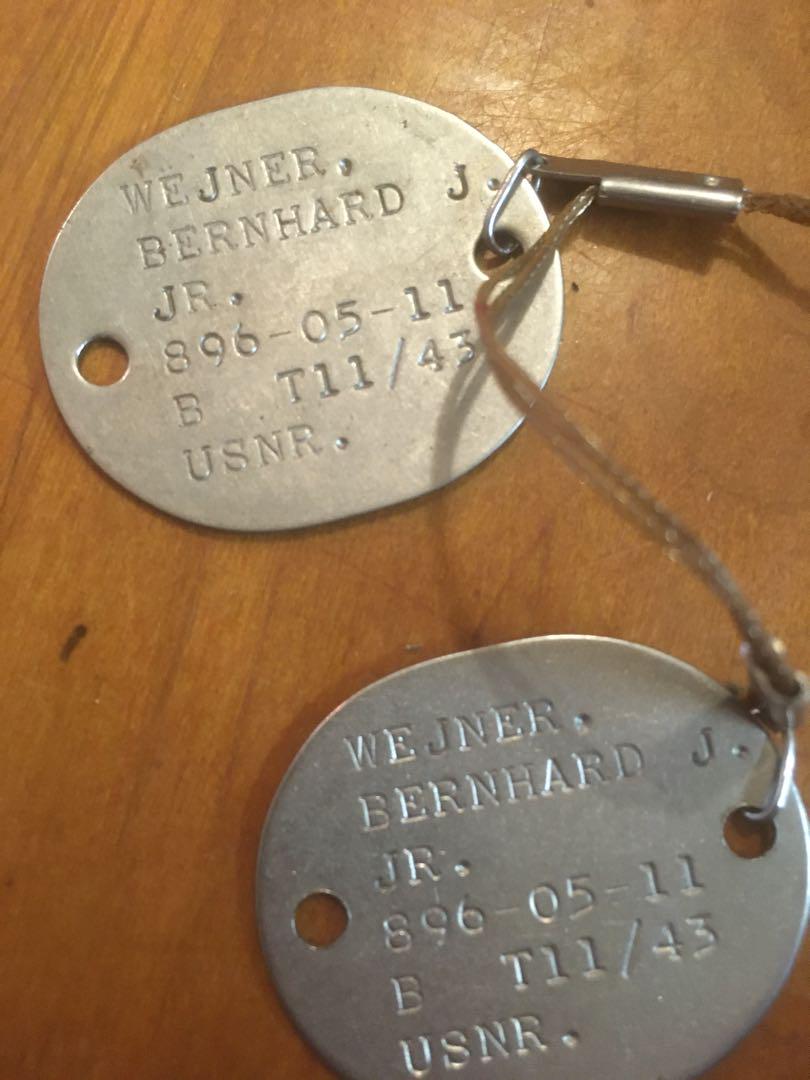 WEJNER.
BERNHARD J.
JR.
896-05-11
B T11/43
USNR.
WEJNER.
BERNHARD J.
JR.
896-05-11
B T11/43
USNR.